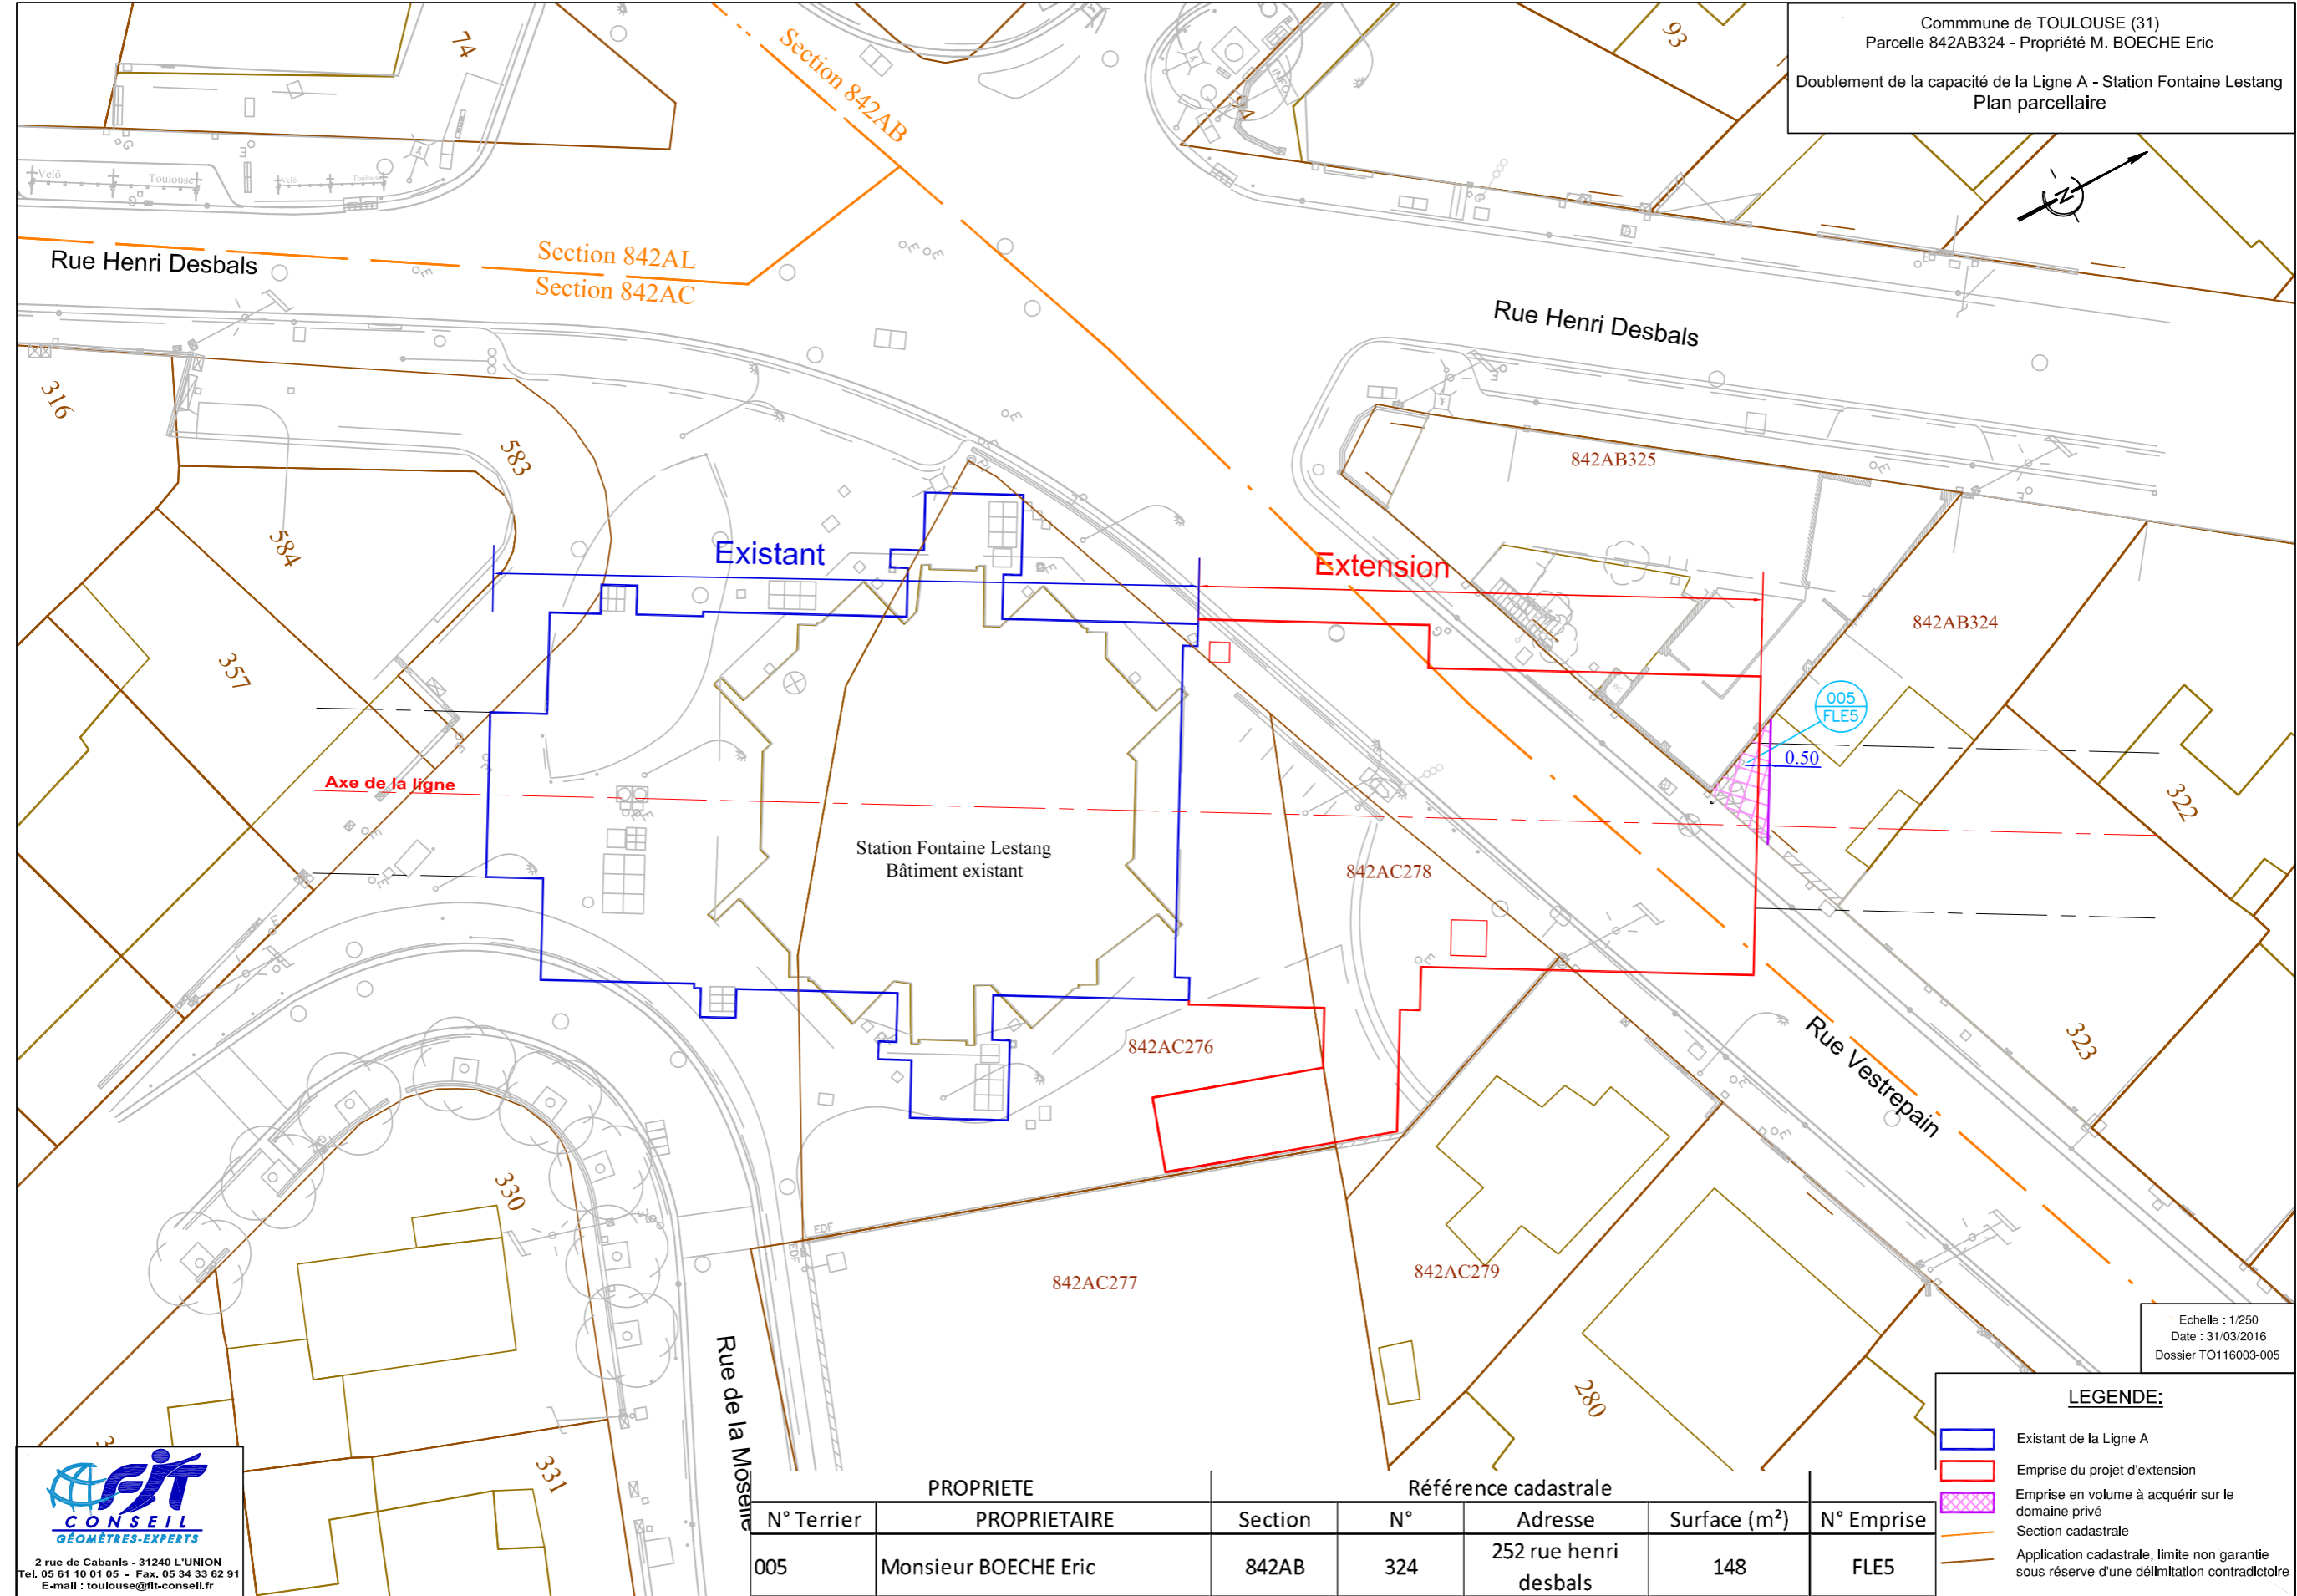 Commmune de TOULOUSE (31)
Parcelle 842AB324 - Propriété M. BOECHE Eric
Doublement de la capacité de la Ligne A - Station Fontaine Lestang
Plan parcellaire
N
74
93
Section 842AB
INFO
Velô
Toulouse
Velô
Toulouse
Rue Henri Desbals
Section 842AL
Section 842AC
Rue Henri Desbals
316
583
584
357
842AB325
842AB324
Existant
Extension
005
FLE5
0.50
322
Axe de la ligne
Station Fontaine Lestang
Bâtiment existant
842AC278
842AC276
Rue Vestrepain
323
330
EDF
EDF
842AC277
842AC279
280
331
Rue de la Moselle
Echelle : 1/250
Date : 31/03/2016
Dossier TO116003-005
LEGENDE:
Existant de la Ligne A
Emprise du projet d'extension
Emprise en volume à acquérir sur le
domaine privé
Section cadastrale
Application cadastrale, limite non garantie
sous réserve d'une délimitation contradictoire
FIT
CONSEIL
GÉOMÈTRES-EXPERTS
2 rue de Cabanis - 31240 L'UNION
Tel. 05 61 10 01 05 - Fax. 05 34 33 62 91
E-mail : toulouse@fit-conseil.fr
PROPRIETE Référence cadastrale
N° Terrier PROPRIETAIRE Section N° Adresse Surface (m²) N° Emprise
005 Monsieur BOECHE Eric 842AB 324 252 rue henri desbals 148 FLE5